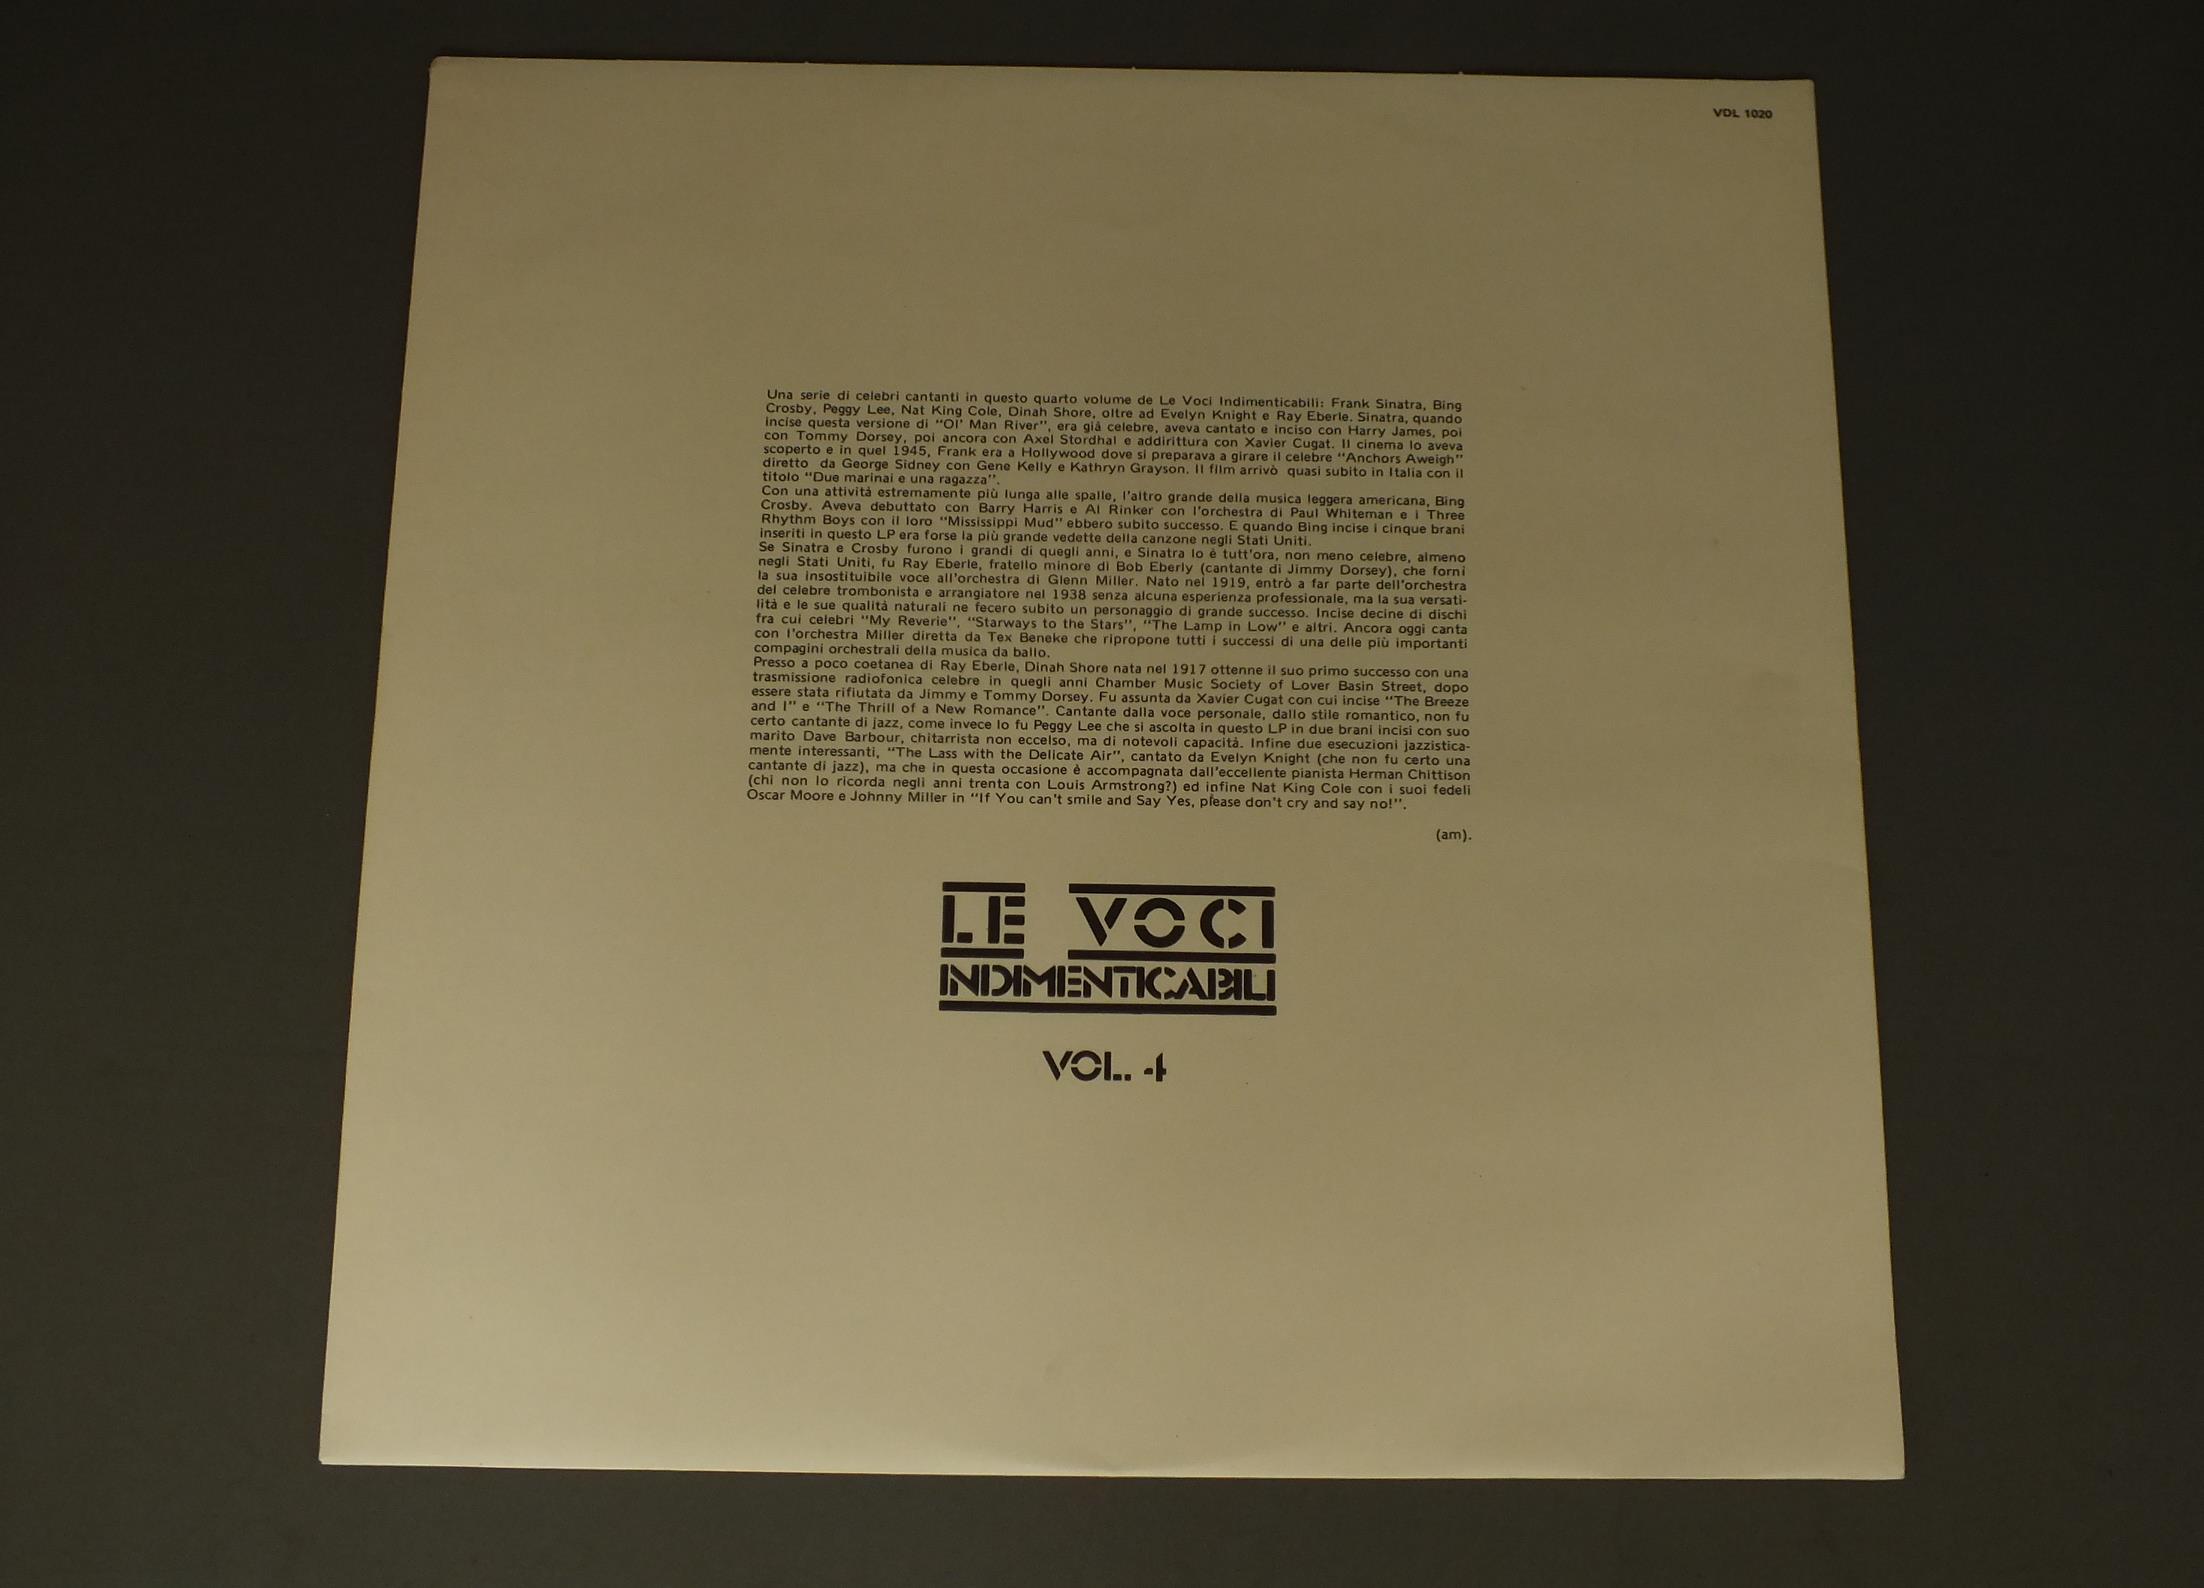 VDL 1020
Una serie di celebri cantanti in questo quarto volume de Le Voci Indimenticabili: Frank Sinatra, Bing
Crosby, Peggy Lee, Nat King Cole, Dinah Shore, oltre ad Evelyn Knight e Ray Eberle. Sinatra, quando
incise questa versione di "Ol' Man River", era già celebre, aveva cantato e inciso con Harry James, poi
con Tommy Dorsey, poi ancora con Axel Stordhal e addirittura con Xavier Cugat. Il cinema lo aveva
scoperto e in quel 1945, Frank era a Hollywood dove si preparava a girare il celebre "Anchors Aweigh"
diretto da George Sidney con Gene Kelly e Kathryn Grayson. Il film arrivò quasi subito in Italia con il
titolo "Due marinai e una ragazza".
Con una attività estremamente più lunga alle spalle, l'altro grande della musica leggera americana, Bing
Crosby. Aveva debuttato con Barry Harris e Al Rinker con l'orchestra di Paul Whiteman e i Three
Rhythm Boys con il loro "Mississippi Mud" ebbero subito successo. E quando Bing incise i cinque brani
inseriti in questo LP era forse la più grande vedette della canzone negli Stati Uniti.
Se Sinatra e Crosby furono i grandi di quegli anni, e Sinatra lo è tutt'ora, non meno celebre, almeno
negli Stati Uniti, fu Ray Eberle, fratello minore di Bob Eberly (cantante di Jimmy Dorsey), che fornì
la sua insostituibile voce all'orchestra di Glenn Miller. Nato nel 1919, entrò a far parte dell'orchestra
del celebre trombonista e arrangiatore nel 1938 senza alcuna esperienza professionale, ma la sua versati-
lità e le sue qualità naturali ne fecero subito un personaggio di grande successo. Incise decine di dischi
fra cui celebri "My Reverie", "Starways to the Stars", "The Lamp in Low" e altri. Ancora oggi canta
con l'orchestra Miller diretta da Tex Beneke che ripropone tutti i successi di una delle più importanti
compagini orchestrali della musica da ballo.
Presso a poco coetanea di Ray Eberle, Dinah Shore nata nel 1917 ottenne il suo primo successo con una
trasmissione radiofonica celebre in quegli anni Chamber Music Society of Lover Basin Street, dopo
essere stata rifiutata da Jimmy e Tommy Dorsey. Fu assunta da Xavier Cugat con cui incise "The Breeze
and I" e "The Thrill of a New Romance". Cantante dalla voce personale, dallo stile romantico, non fu
certo cantante di jazz, come invece lo fu Peggy Lee che si ascolta in questo LP in due brani incisi con suo
marito Dave Barbour, chitarrista non eccelso, ma di notevoli capacità. Infine due esecuzioni jazzistica-
mente interessanti, "The Lass with the Delicate Air", cantato da Evelyn Knight (che non fu certo una
cantante di jazz), ma che in questa occasione è accompagnata dall'eccellente pianista Herman Chittison
(chi non lo ricorda negli anni trenta con Louis Armstrong?) ed infine Nat King Cole con i suoi fedeli
Oscar Moore e Johnny Miller in "If You can't smile and Say Yes, please don't cry and say no!".
(am).
LE VOCI
INDIMENTICABILI
VOL. 4